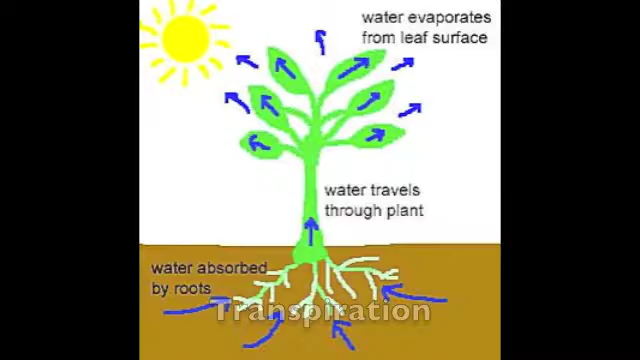 water evaporates
from leaf surface
water travels
through plant
water absorbed
by roots
Transpiration